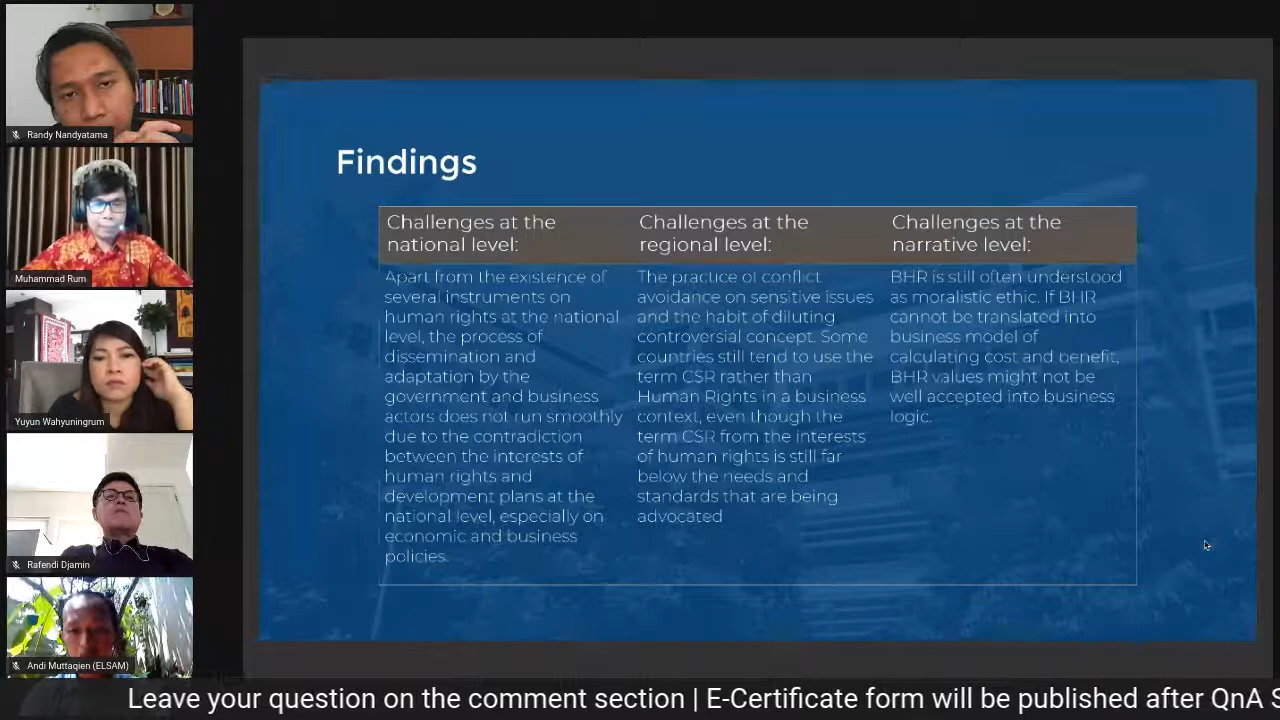 Randy Nandyatama
Muhammad Rum
Yuyun Wahyuningrum
Rafendi Djamin
Andi Muttaqien (ELSAM)
Findings
Challenges at the
national level:
Apart from the existence of
several instruments on
human rights at the national
level, the process of
dissemination and
adaptation by the
government and business
actors does not run smoothly
due to the contradiction
between the interests of
human rights and
development plans at the
national level, especially on
economic and business
policies.
Challenges at the
regional level:
The practice of conflict
avoidance on sensitive issues
and the habit of diluting
controversial concept. Some
countries still tend to use the
term CSR rather than
Human Rights in a business
context, even though the
term CSR from the interests
of human rights is still far
below the needs and
standards that are being
advocated
Challenges at the
narrative level:
BHR is still often understood
as moralistic ethic. If BHR
cannot be translated into
business model of
calculating cost and benefit,
BHR values might not be
well accepted into business
logic.
Leave your question on the comment section | E-Certificate form will be published after QnA S